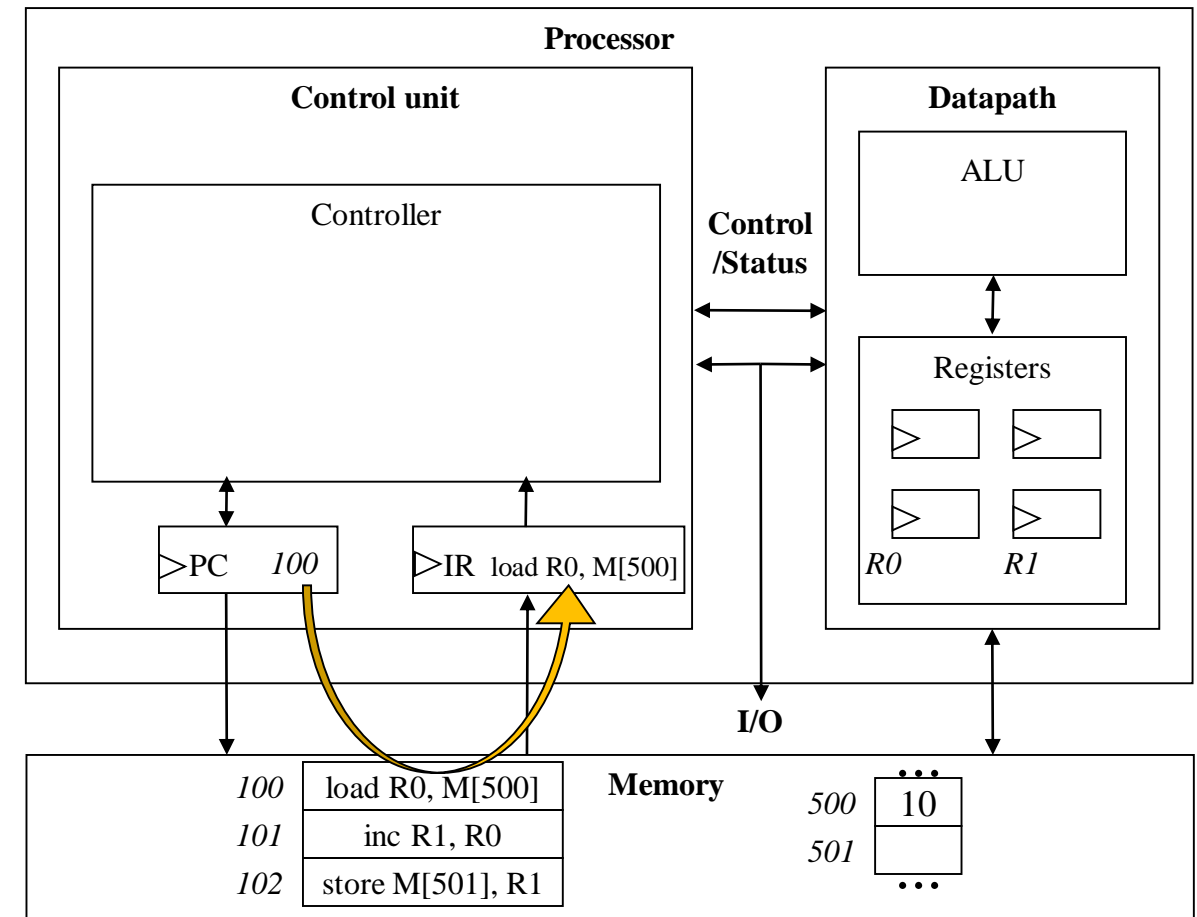 Processor
Control unit
Datapath
Controller
ALU
Control
/Status
Registers
R0 R1
PC 100
IR load R0, M[500]
I/O
Memory
100 load R0, M[500]
101 inc R1, R0
102 store M[501], R1
...
500 10
501
...